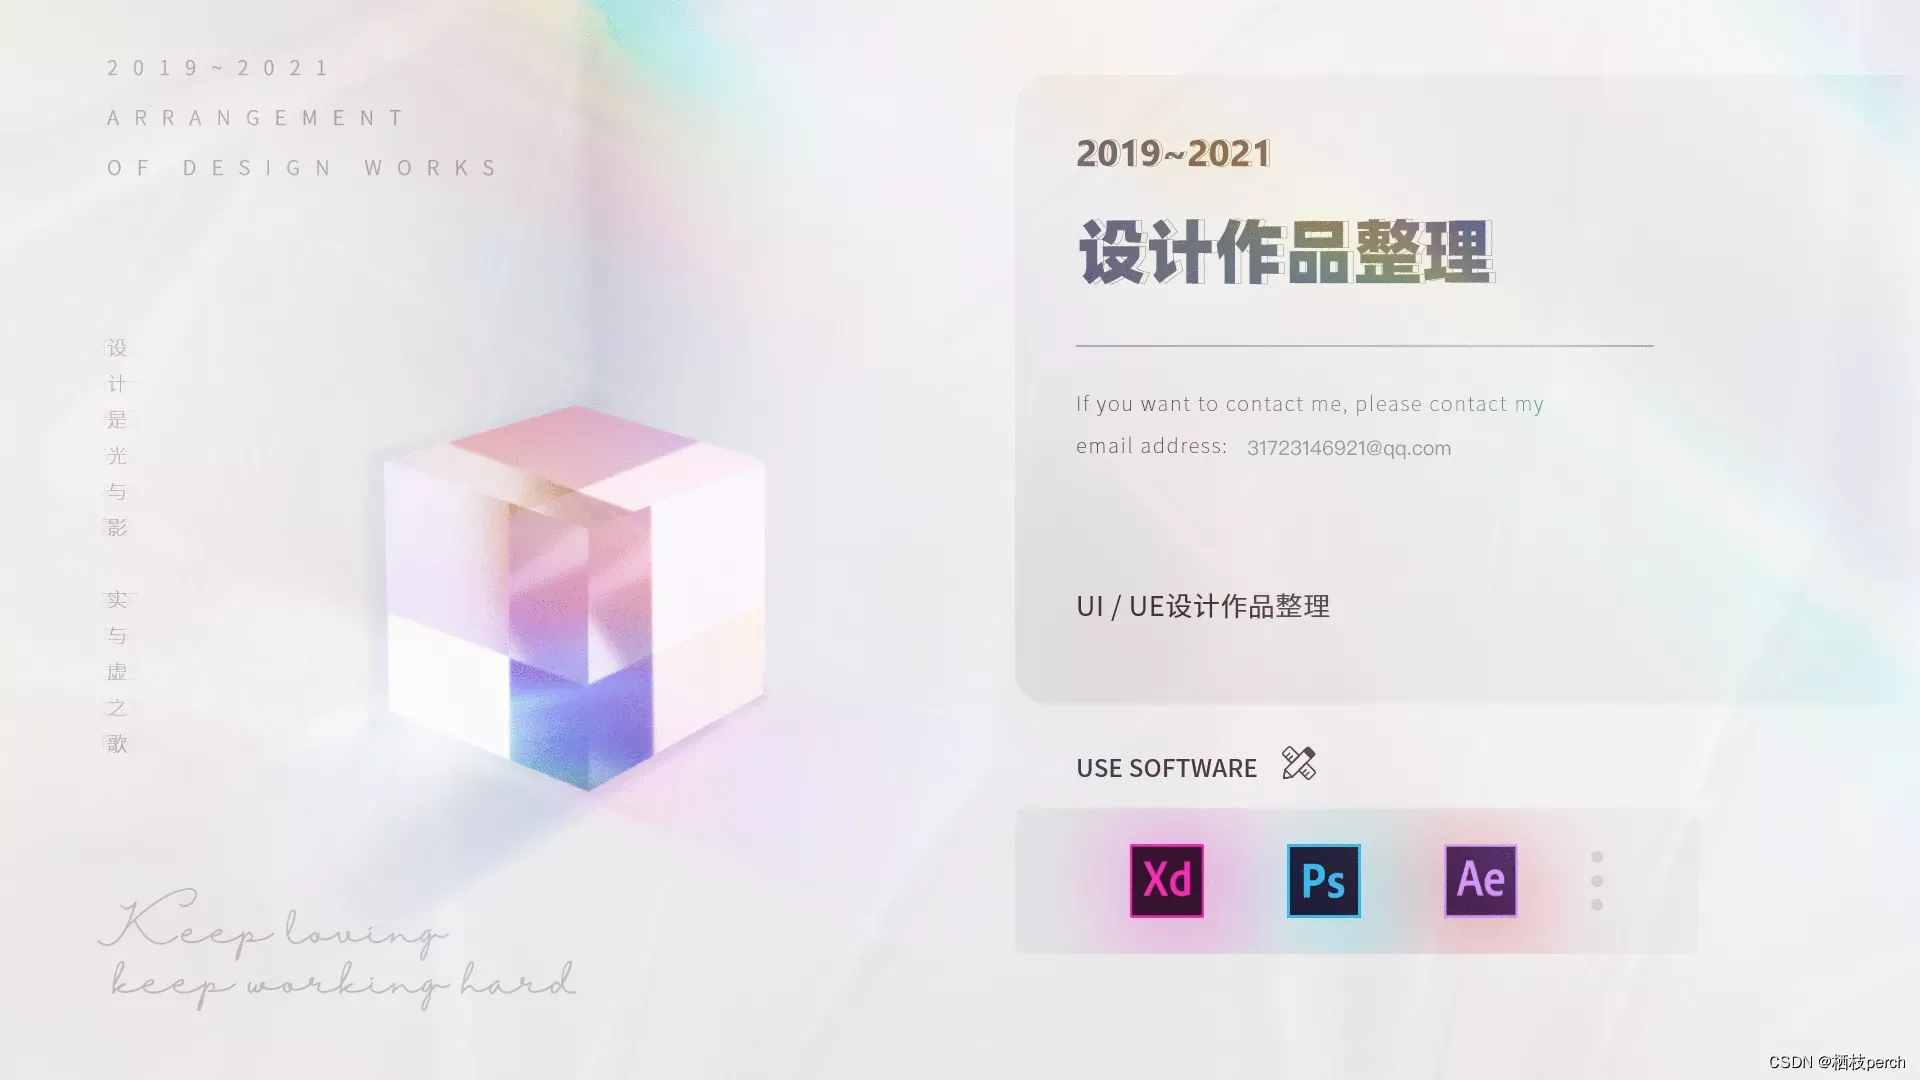 2019~2021
ARRANGEMENT
OF DESIGN WORKS
设计是光与影 实与虚之歌
Keep loving
keep working hard
2019~2021
设计作品整理
If you want to contact me, please contact my
email address: 31723146921@qq.com
UI / UE设计作品整理
USE SOFTWARE
Xd Ps Ae
CSDN @栖枝perch